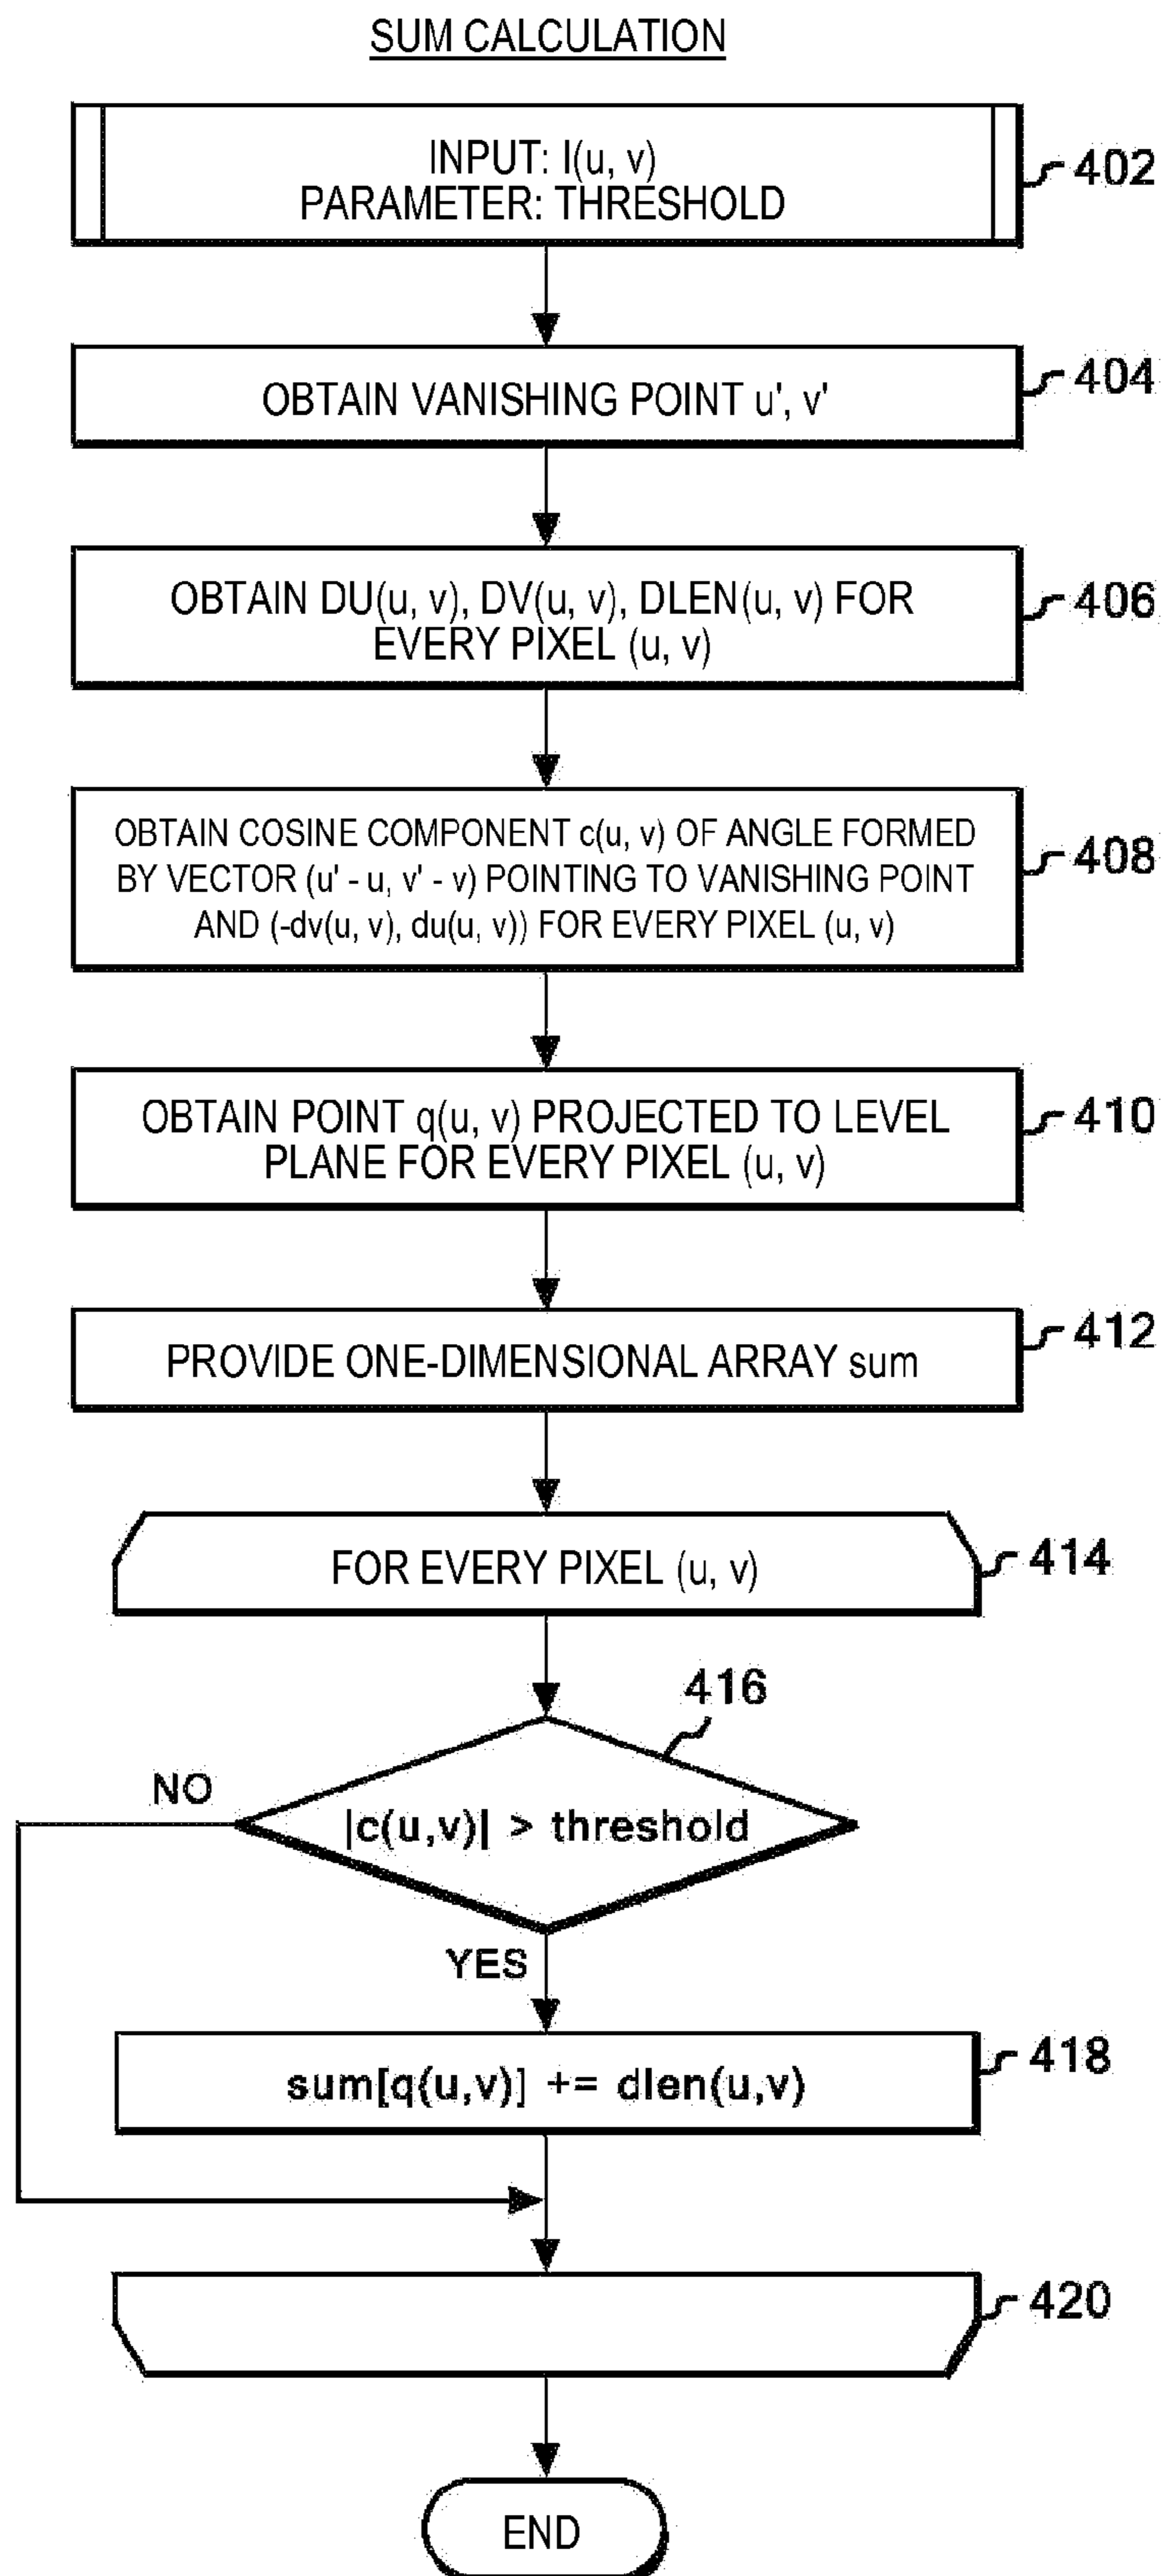 SUM CALCULATION
INPUT: I(u, v)
PARAMETER: THRESHOLD
402
OBTAIN VANISHING POINT u', v'
404
OBTAIN DU(u, v), DV(u, v), DLEN(u, v) FOR
EVERY PIXEL (u, v)
406
OBTAIN COSINE COMPONENT c(u, v) OF ANGLE FORMED
BY VECTOR (u' - u, v' - v) POINTING TO VANISHING POINT
AND (-dv(u, v), du(u, v)) FOR EVERY PIXEL (u, v)
408
OBTAIN POINT q(u, v) PROJECTED TO LEVEL
PLANE FOR EVERY PIXEL (u, v)
410
PROVIDE ONE-DIMENSIONAL ARRAY sum
412
FOR EVERY PIXEL (u, v)
414
416
NO
|c(u,v)| > threshold
YES
sum[q(u,v)] += dlen(u,v)
418
420
END